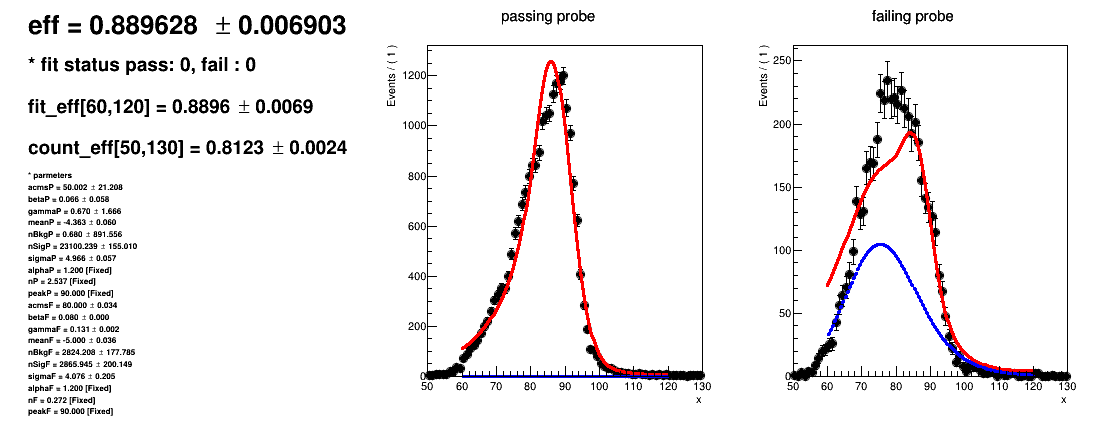 eff = 0.889628 ± 0.006903
* fit status pass: 0, fail : 0
fit_eff[60,120] = 0.8896 ± 0.0069
count_eff[50,130] = 0.8123 ± 0.0024
* parmeters
acmsP = 50.002 ± 21.208
betaP = 0.066 ± 0.058
gammaP = 0.670 ± 1.666
meanP = -4.363 ± 0.060
nBkgP = 0.680 ± 891.556
nSigP = 23100.239 ± 155.010
sigmaP = 4.966 ± 0.057
alphaP = 1.200 [Fixed]
nP = 2.537 [Fixed]
peakP = 90.000 [Fixed]
acmsF = 80.000 ± 0.034
betaF = 0.080 ± 0.000
gammaF = 0.131 ± 0.002
meanF = -5.000 ± 0.036
nBkgF = 2824.208 ± 177.785
nSigF = 2865.945 ± 200.149
sigmaF = 4.076 ± 0.205
alphaF = 1.200 [Fixed]
nF = 0.272 [Fixed]
peakF = 90.000 [Fixed]
passing probe
Events / ( 1 )
1200
1000
800
600
400
200
0
50 60 70 80 90 100 110 120 130
x
failing probe
Events / ( 1 )
250
200
150
100
50
0
50 60 70 80 90 100 110 120 130
x